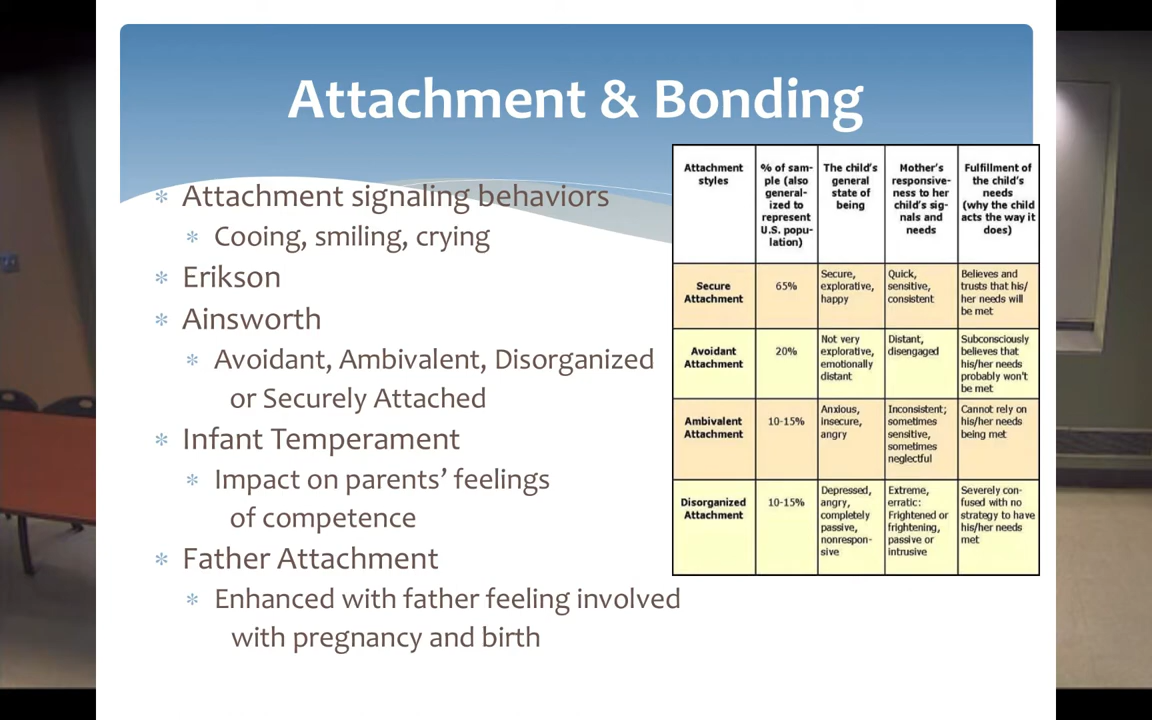 Attachment & Bonding
Attachment signaling behaviors
Cooing, smiling, crying
Erikson
Ainsworth
Avoidant, Ambivalent, Disorganized
or Securely Attached
Infant Temperament
Impact on parents' feelings
of competence
Father Attachment
Enhanced with father feeling involved
with pregnancy and birth
Attachment
styles
% of sam-
ple (also
general-
ized to
represent
U.S. popu-
lation)
The child's
general
state of
being
Mother's
responsive-
ness to her
child's sig-
nals and
needs
Fulfillment of
the child's
needs
(why the child
acts the way it
does)
Secure
Attachment
65%
Secure,
explorative,
happy
Quick,
sensitive,
consistent
Believes and
trusts that his/
her needs will
be met
Avoidant
Attachment
20%
Not very
explorative,
emotionally
distant
Distant,
disengaged
Subconsciously
believes that
his/her needs
probably won't
be met
Ambivalent
Attachment
10-15%
Anxious,
insecure,
angry
Inconsistent;
sometimes
sensitive,
sometimes
neglectful
Cannot rely on
his/her needs
being met
Disorganized
Attachment
10-15%
Depressed,
angry,
completely
passive,
nonrespon-
sive
Extreme,
erratic:
Frightened or
frightening,
passive or
intrusive
Severely con-
fused with no
strategy to have
his/her needs
met